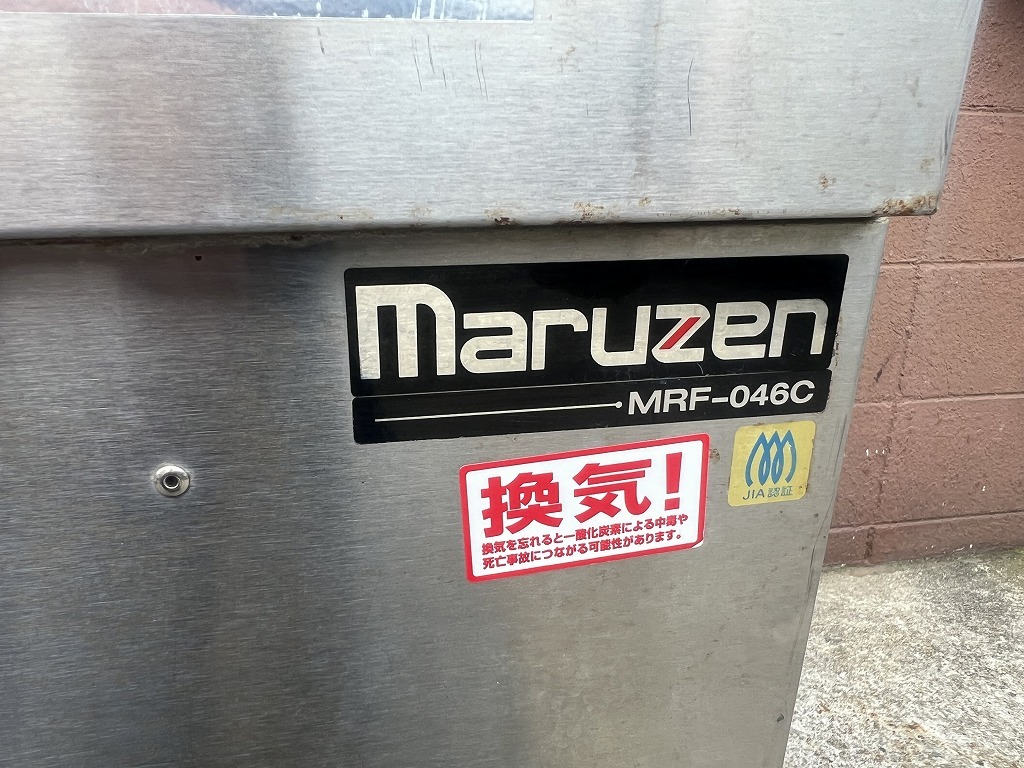 maruzen
MRF-046C
換気!
換気を忘れると一酸化炭素による中毒や
死亡事故につながる可能性があります。
JIA認証